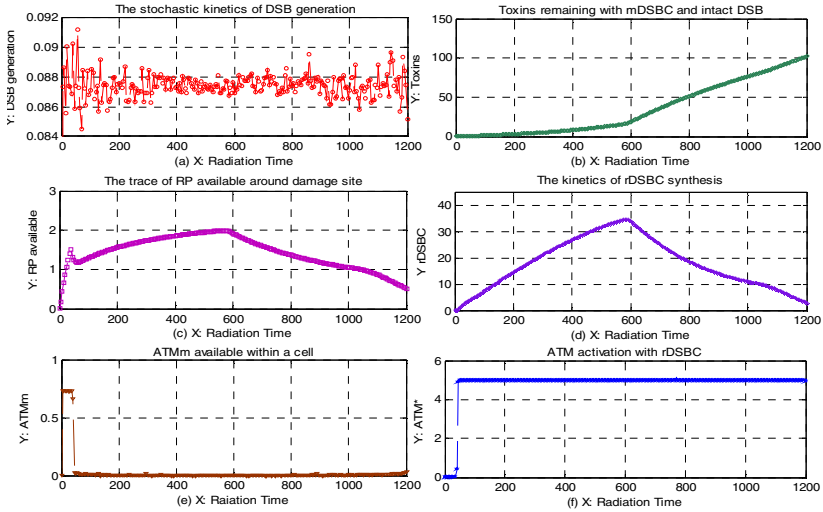 The stochastic kinetics of DSB generation
0.092
0.09
0.088
0.086
0.084
0 200 400 600 800 1000 1200
Y: DSB generation
(a) X: Radiation Time
Toxins remaining with mDSBC and intact DSB
150
100
50
0
0 200 400 600 800 1000 1200
Y: Toxins
(b) X: Radiation Time
The trace of RP available around damage site
3
2
1
0
0 200 400 600 800 1000 1200
Y: RP available
(c) X: Radiation Time
The kinetics of rDSBC synthesis
40
30
20
10
0
0 200 400 600 800 1000 1200
Y rDSBC
(d) X: Radiation Time
ATMm available within a cell
1
0.5
0
0 200 400 600 800 1000 1200
Y: ATMm
(e) X: Raiation Time
ATM activation with rDSBC
6
4
2
0
200 400 600 800 1000 1200
Y: ATM*
(f) X: Radiation Time